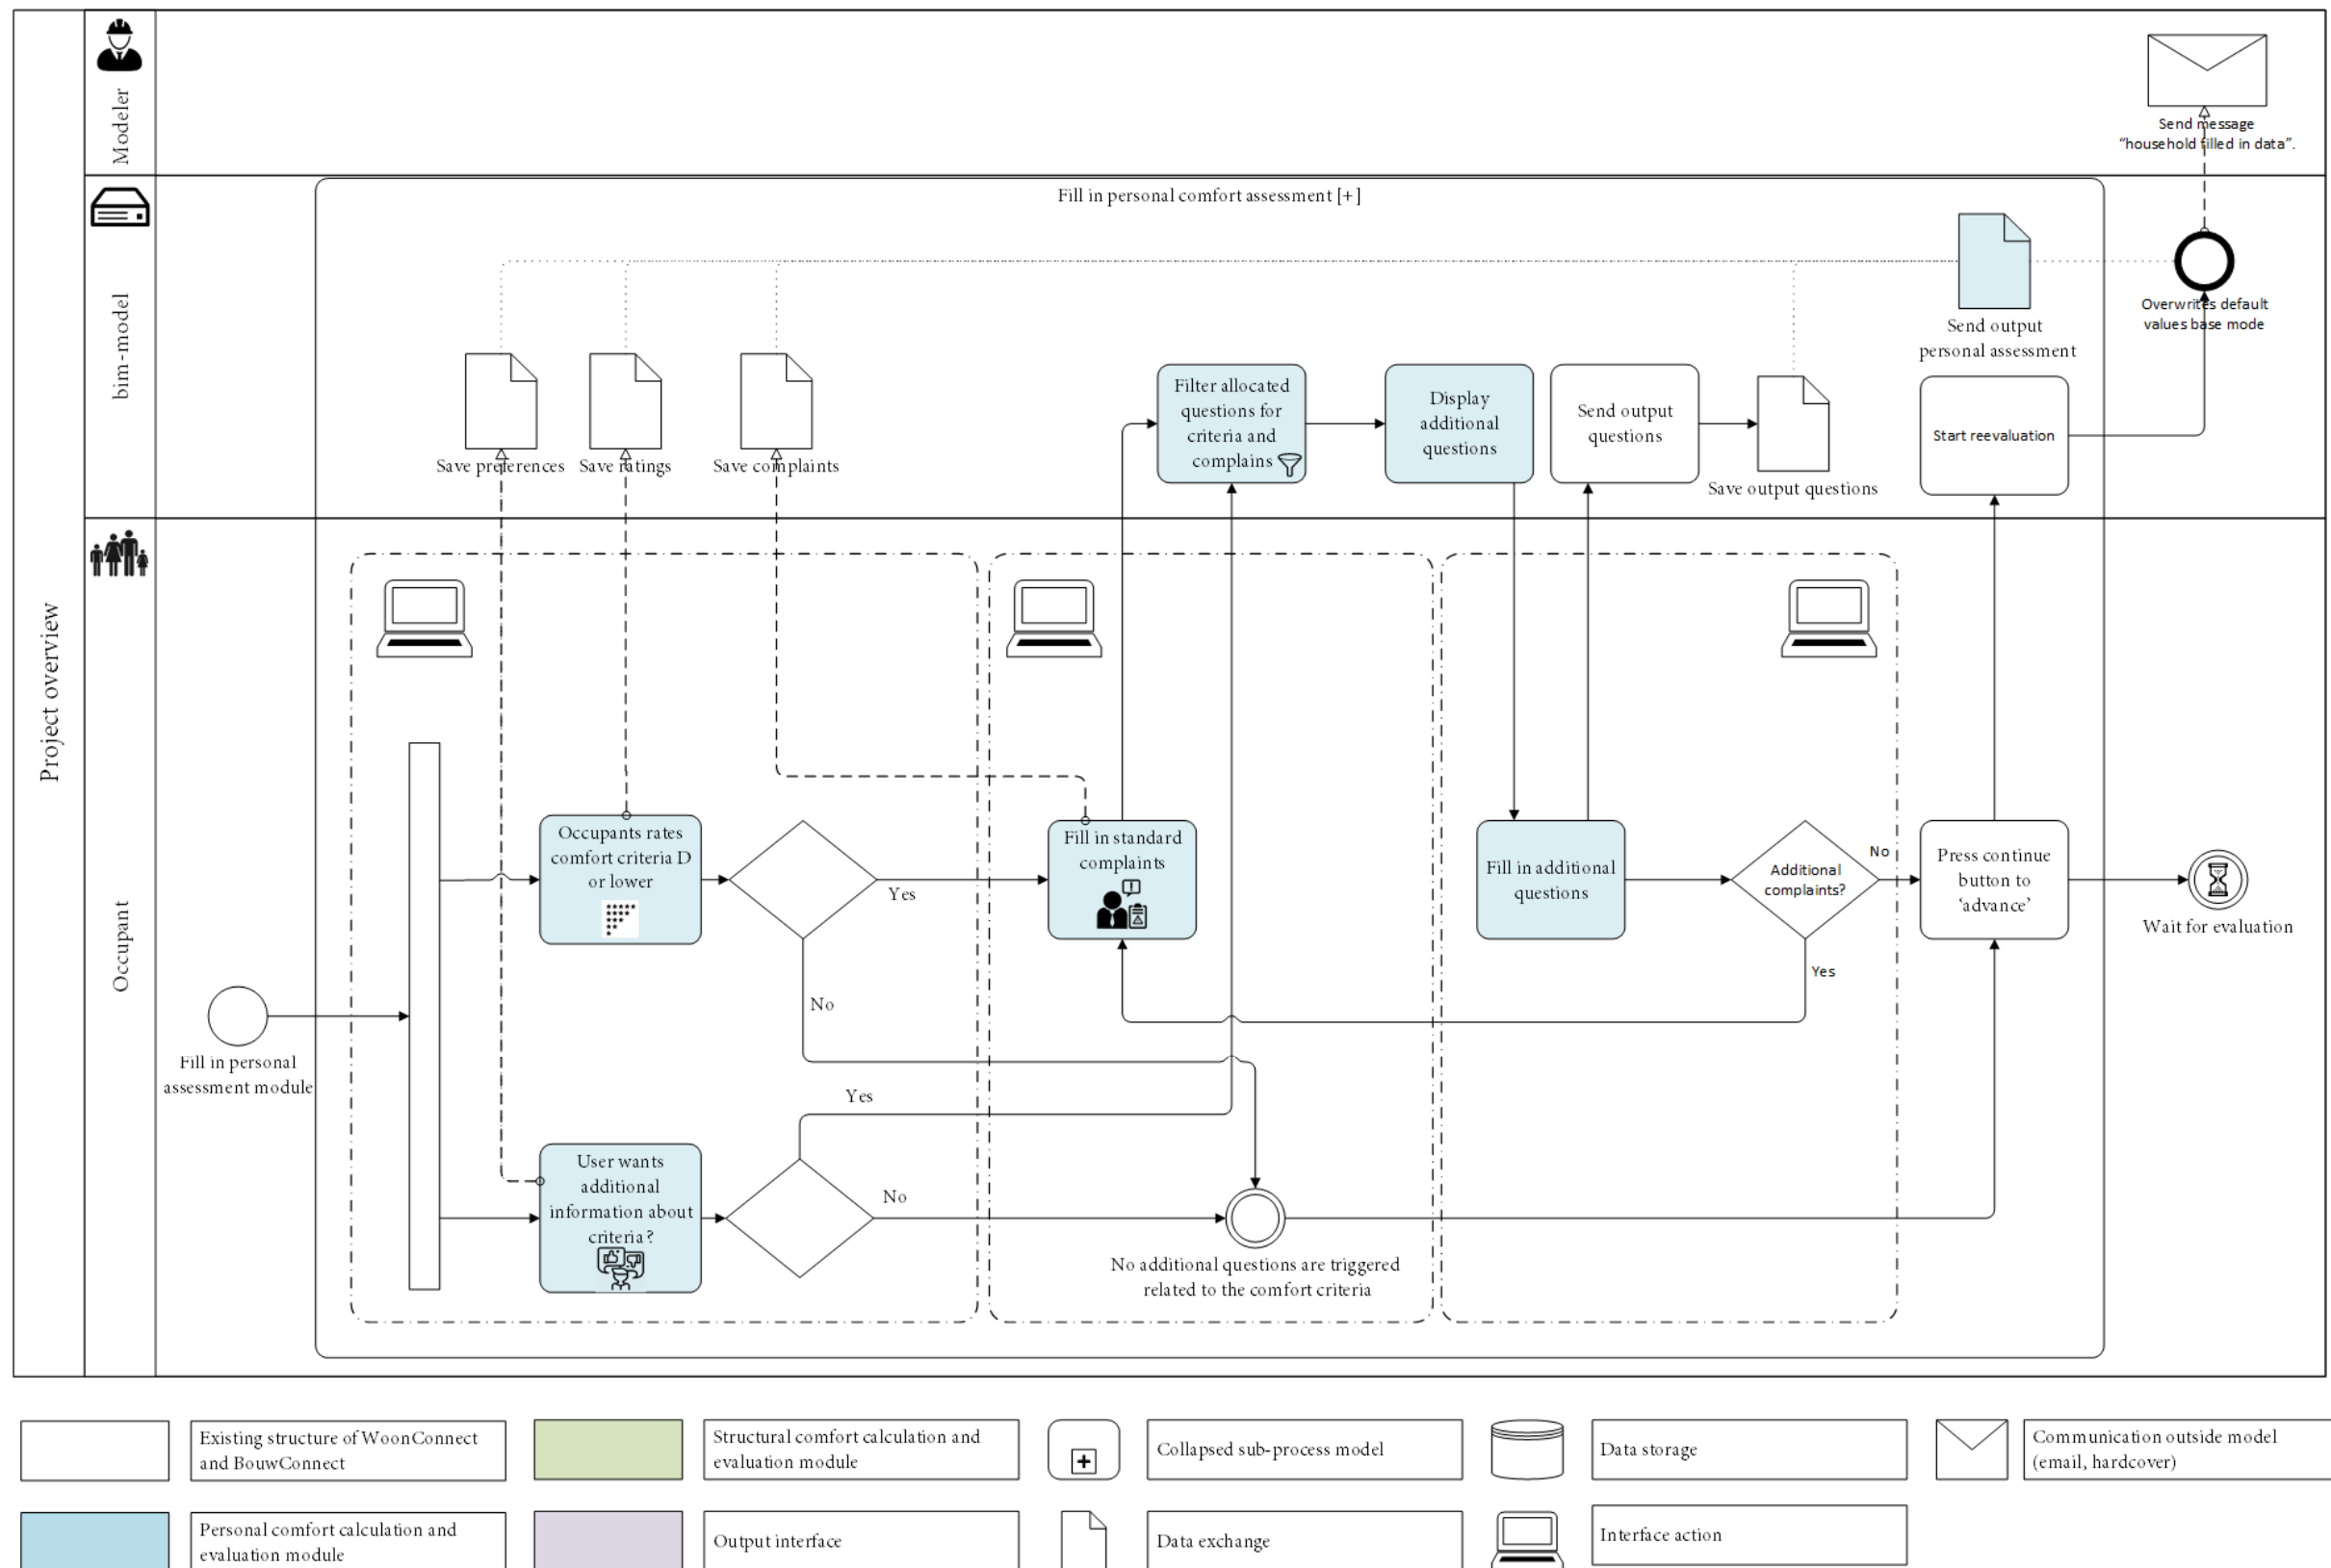 Project overview
Modeler
Send message
“household filled in data”.
bim-model
Fill in personal comfort assessment [+]
Save preferences
Save ratings
Save complaints
Filter allocated
questions for
criteria and
complains
Display
additional
questions
Send output
questions
Save output questions
Send output
personal assessment
Start reevaluation
Overwrites default
values base mode
Occupant
Fill in personal
assessment module
Occupants rates
comfort criteria D
or lower
Yes
No
Fill in standard
complaints
Fill in additional
questions
Additional
complaints?
No
Yes
Press continue
button to
‘advance’
Wait for evaluation
User wants
additional
information about
criteria?
Yes
No
No additional questions are triggered
related to the comfort criteria
Existing structure of WoonConnect
and BouwConnect
Structural comfort calculation and
evaluation module
Collapsed sub-process model
Data storage
Communication outside model
(email, hardcover)
Personal comfort calculation and
evaluation module
Output interface
Data exchange
Interface action